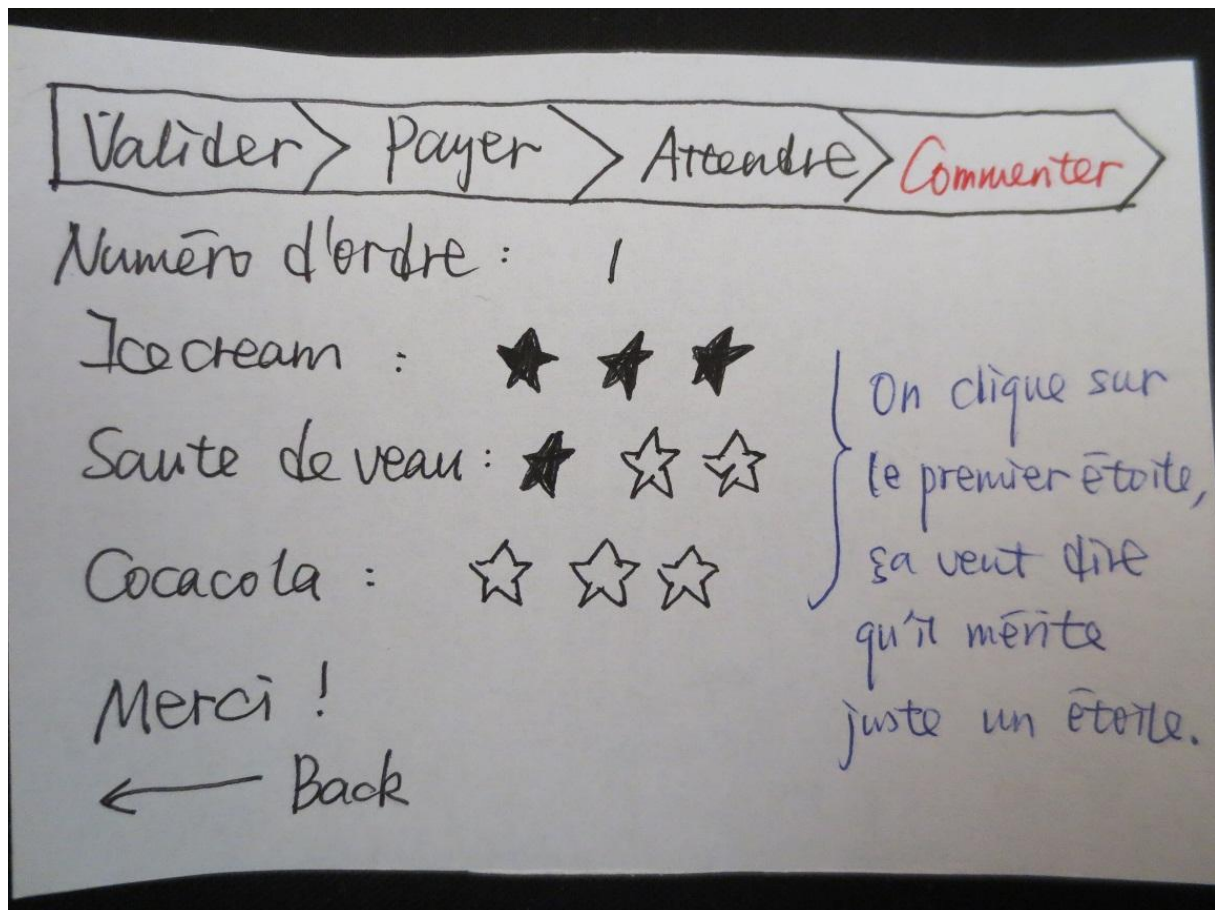 Valider Payer Attendre Commenter
Numéro d'ordre : 1
Icecream :
Saute de veau :
Cocacola :
Merci !
← Back
On clique sur
le premier étoile,
ça veut dire
qu'il mérite
juste un étoile.